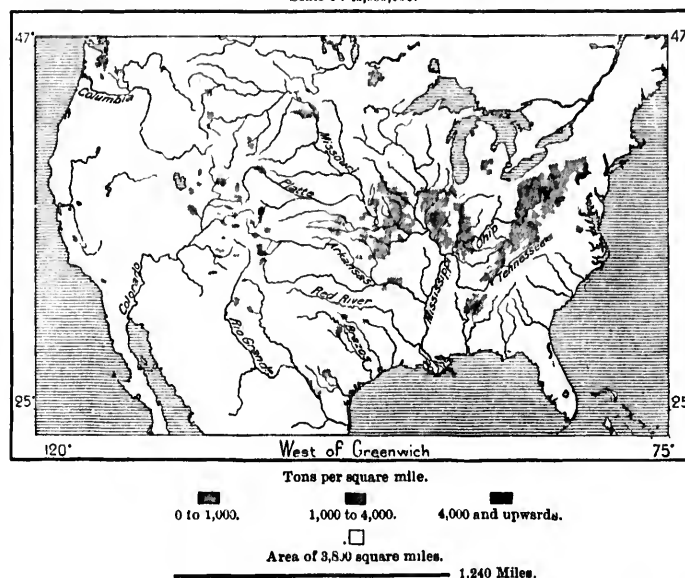 47°
47°
Columbia
Missouri
Platte
Ohio
Arkansas
Tennessee
Colorado
Mississippi
Red River
Rio Grande
Brazos
25
25
120°
West of Greenwich
75°
Tons per square mile.
0 to 1,000.
1,000 to 4,000.
4,000 and upwards.
Area of 3,800 square miles.
1,240 Miles.